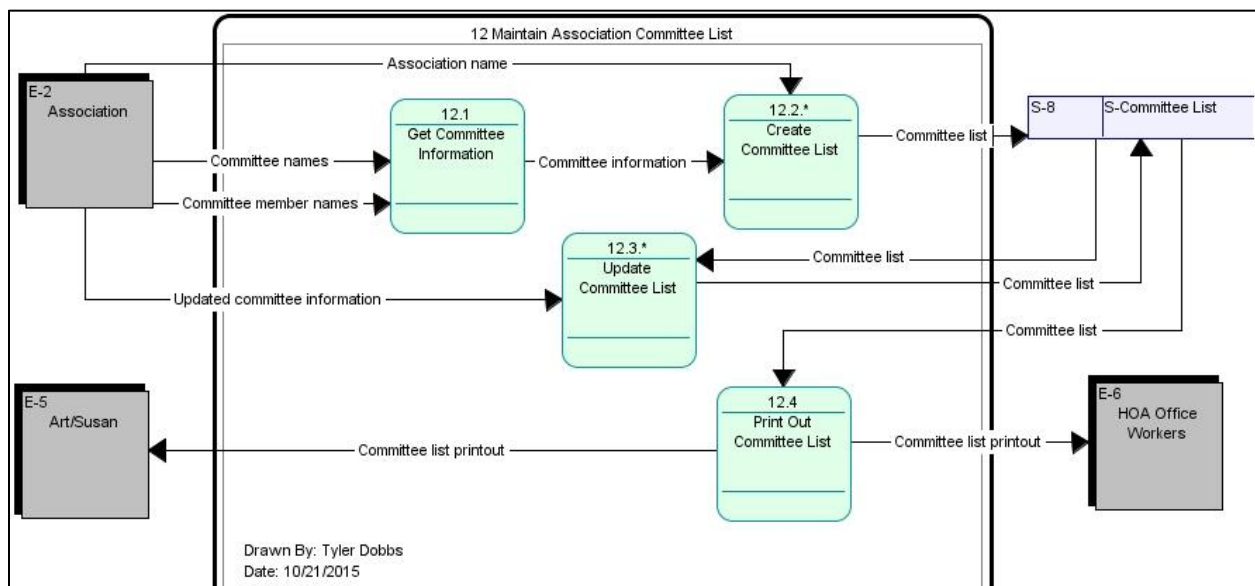 12 Maintain Association Committee List
Association name
E-2
Association
12.1
Get Committee
Information
12.2.*
Create
Committee List
S-8
S-Committee List
Committee names
Committee information
Committee list
Committee member names
12.3.*
Update
Committee List
Committee list
Updated committee information
Committee list
Committee list
E-5
Art/Susan
12.4
Print Out
Committee List
E-6
HOA Office
Workers
Committee list printout
Committee list printout
Drawn By: Tyler Dobbs
Date: 10/21/2015